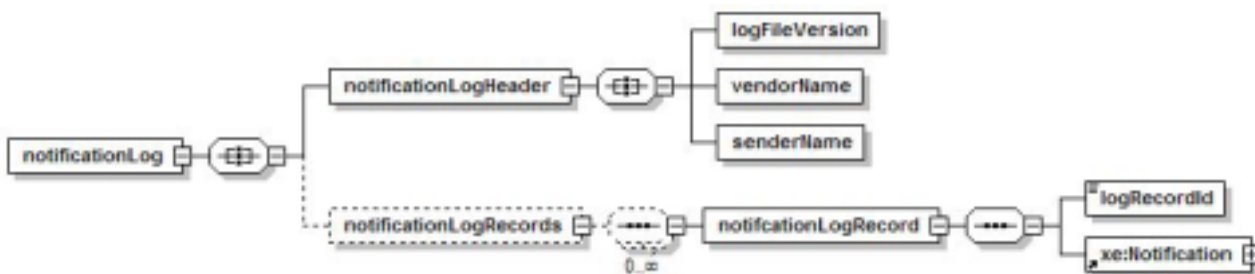 logFileVersion
notificationLogHeader
vendorName
notificationLog
senderName
logRecordId
notificationLogRecords
notifcationLogRecord
0..∞
xe:Notification